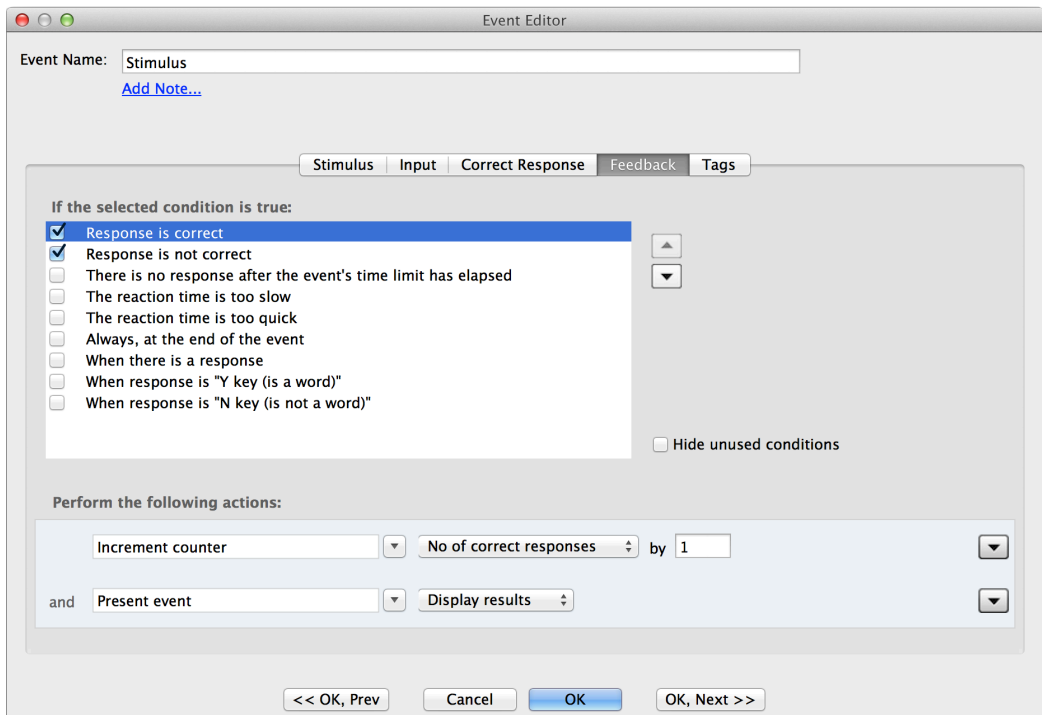 Event Editor
Event Name: Stimulus
Add Note...
Stimulus Input Correct Response Feedback Tags
If the selected condition is true:
Response is correct
Response is not correct
There is no response after the event's time limit has elapsed
The reaction time is too slow
The reaction time is too quick
Always, at the end of the event
When there is a response
When response is "Y key (is a word)"
When response is "N key (is not a word)"
Hide unused conditions
Perform the following actions:
Increment counter No of correct responses by 1
and Present event Display results
<< OK, Prev Cancel OK OK, Next >>